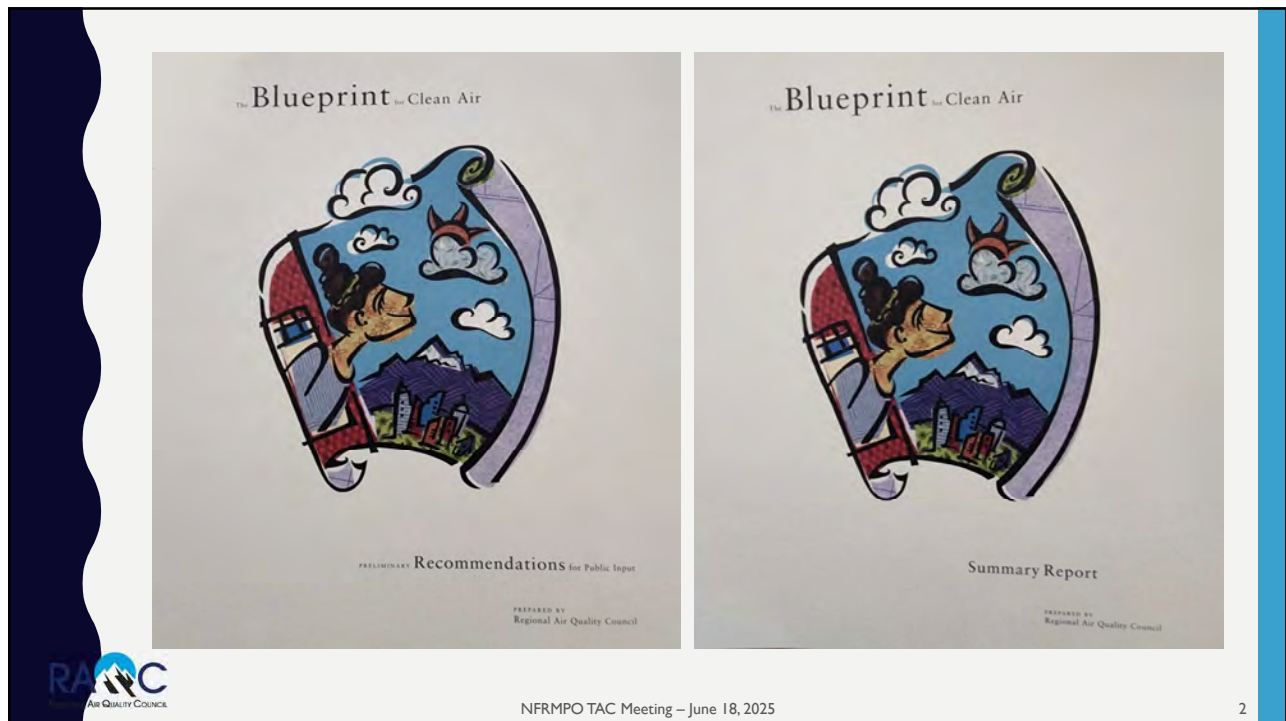 The Blueprint for Clean Air
PRELIMINARY Recommendations for Public Input
PREPARED BY
Regional Air Quality Council
The Blueprint for Clean Air
Summary Report
PREPARED BY
Regional Air Quality Council
RAQC
REGIONAL AIR QUALITY COUNCIL
NFRMPO TAC Meeting – June 18, 2025
2